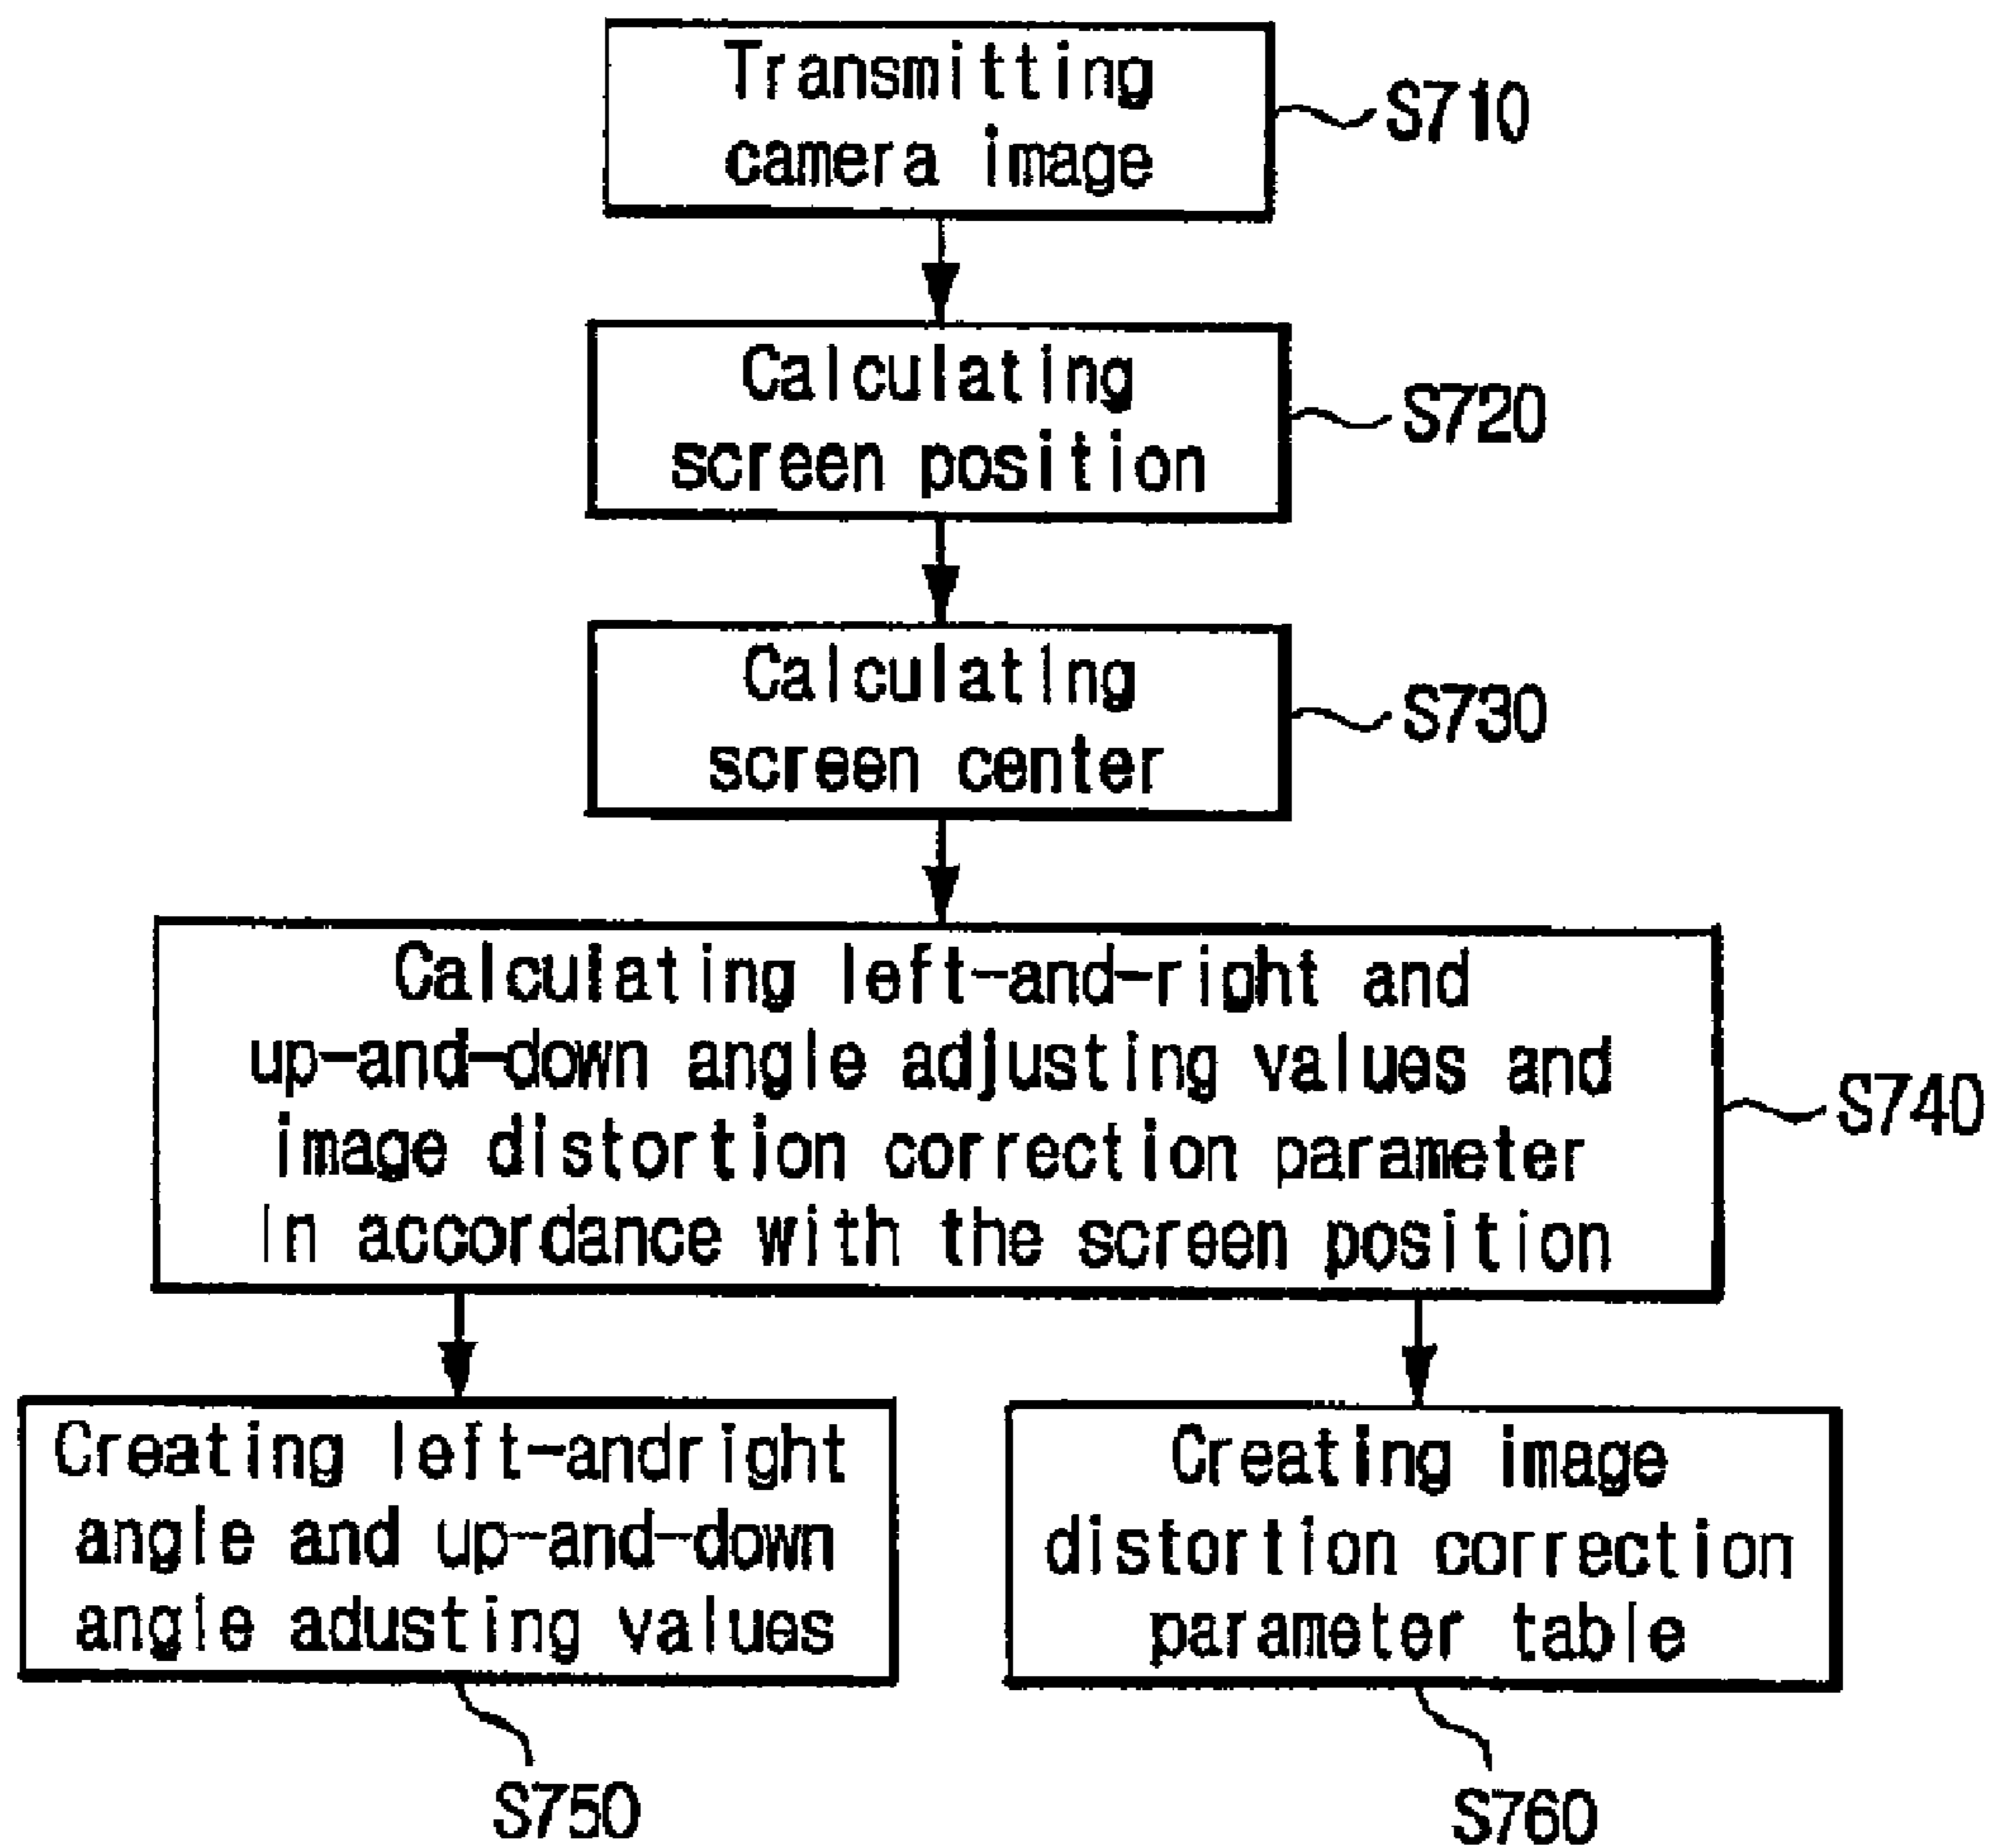 Transmitting
camera image
S710
Calculating
screen position
S720
Calculating
screen center
S730
Calculating left-and-right and
up-and-down angle adjusting values and
image distortion correction parameter
in accordance with the screen position
S740
Creating left-andright
angle and up-and-down
angle adusting values
S750
Creating image
distortion correction
parameter table
S760